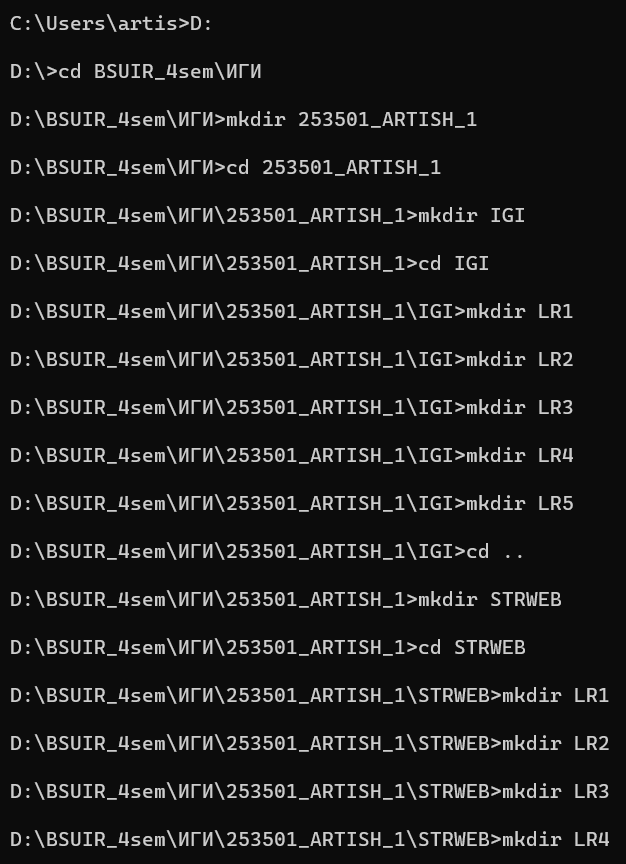 C:\Users\artis>D:
D:\>cd BSUIR_4sem\ИГИ
D:\BSUIR_4sem\ИГИ>mkdir 253501_ARTISH_1
D:\BSUIR_4sem\ИГИ>cd 253501_ARTISH_1
D:\BSUIR_4sem\ИГИ\253501_ARTISH_1>mkdir IGI
D:\BSUIR_4sem\ИГИ\253501_ARTISH_1>cd IGI
D:\BSUIR_4sem\ИГИ\253501_ARTISH_1\IGI>mkdir LR1
D:\BSUIR_4sem\ИГИ\253501_ARTISH_1\IGI>mkdir LR2
D:\BSUIR_4sem\ИГИ\253501_ARTISH_1\IGI>mkdir LR3
D:\BSUIR_4sem\ИГИ\253501_ARTISH_1\IGI>mkdir LR4
D:\BSUIR_4sem\ИГИ\253501_ARTISH_1\IGI>mkdir LR5
D:\BSUIR_4sem\ИГИ\253501_ARTISH_1\IGI>cd ..
D:\BSUIR_4sem\ИГИ\253501_ARTISH_1>mkdir STRWEB
D:\BSUIR_4sem\ИГИ\253501_ARTISH_1>cd STRWEB
D:\BSUIR_4sem\ИГИ\253501_ARTISH_1\STRWEB>mkdir LR1
D:\BSUIR_4sem\ИГИ\253501_ARTISH_1\STRWEB>mkdir LR2
D:\BSUIR_4sem\ИГИ\253501_ARTISH_1\STRWEB>mkdir LR3
D:\BSUIR_4sem\ИГИ\253501_ARTISH_1\STRWEB>mkdir LR4